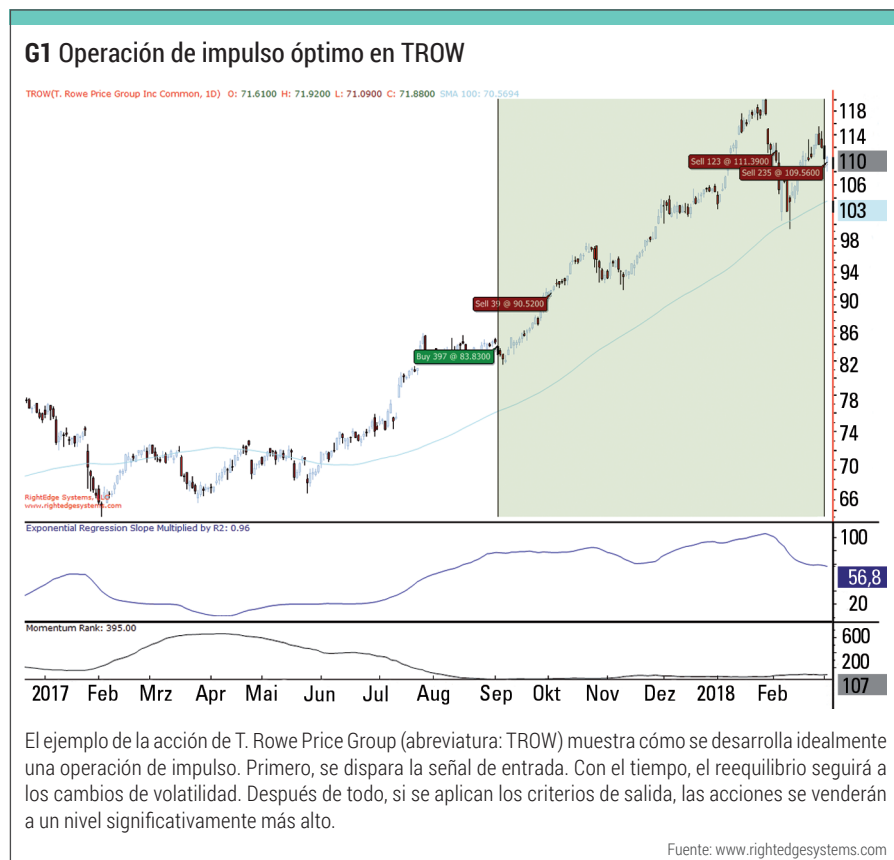 G1 Operación de impulso óptimo en TROW
TROW(T. Rowe Price Group Inc Common, 1D) O: 71.6100 H: 71.9200 L: 71.0900 C: 71.8800 SMA 100: 70.5694
118
114
110
106
103
98
94
90
86
82
78
74
70
66
Sell 123 @ 111.3900
Sell 235 @ 109.5600
Sell 39 @ 90.5200
Buy 397 @ 83.8300
RightEdge Systems,
www.rightedgesystems.com
Exponential Regression Slope Multiplied by R2: 0.96
100
56,8
20
Momentum Rank: 395.00
600
200
107
2017 Feb Mrz Apr Mai Jun Jul Aug Sep Okt Nov Dez 2018 Feb
El ejemplo de la acción de T. Rowe Price Group (abreviatura: TROW) muestra cómo se desarrolla idealmente
una operación de impulso. Primero, se dispara la señal de entrada. Con el tiempo, el reequilibrio seguirá a
los cambios de volatilidad. Después de todo, si se aplican los criterios de salida, las acciones se venderán
a un nivel significativamente más alto.
Fuente: www.rightedgesystems.com